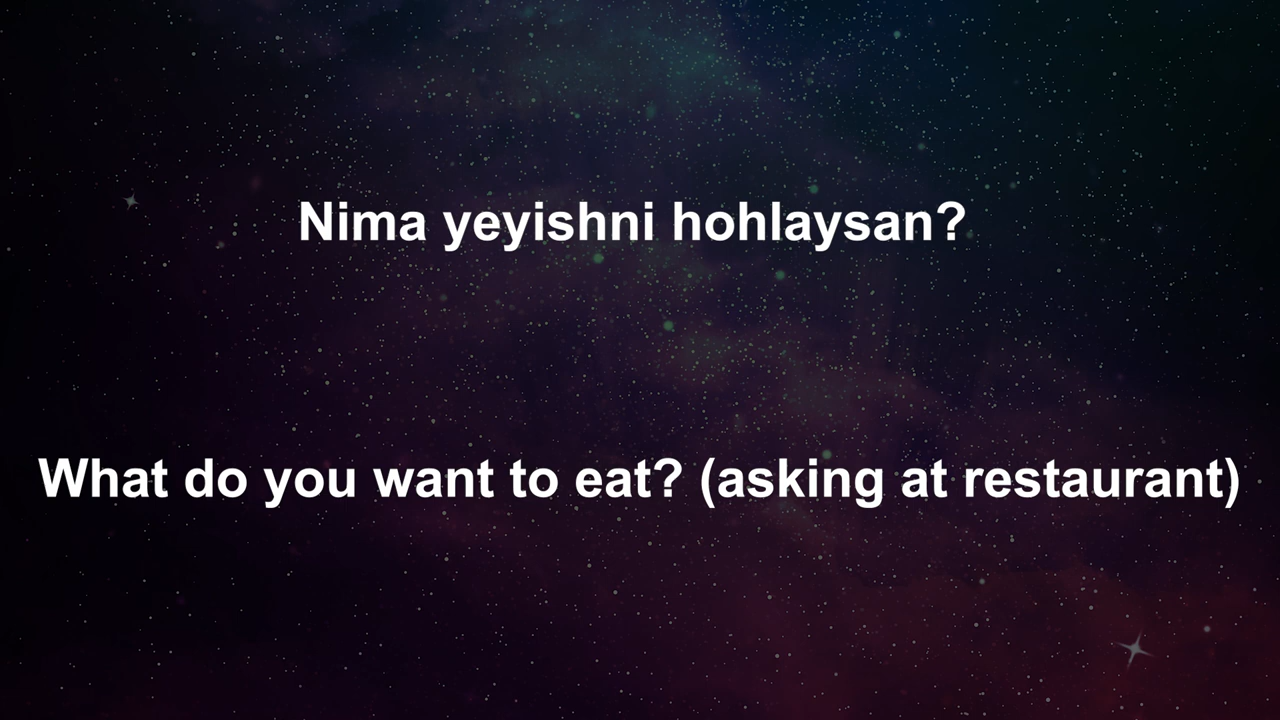 Nima yeyishni hohlaysan?
What do you want to eat? (asking at restaurant)